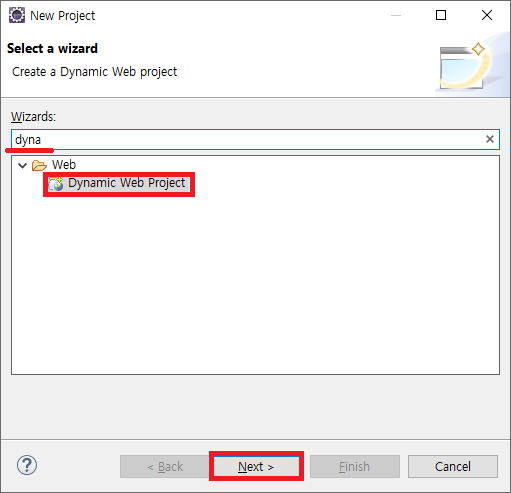 New Project
Select a wizard
Create a Dynamic Web project
Wizards:
dyna
Web
Dynamic Web Project
< Back
Next >
Finish
Cancel